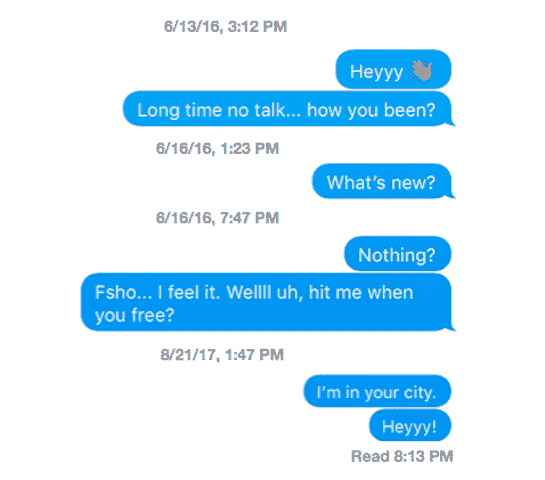 6/13/16, 3:12 PM
Heyyy 👋🏽
Long time no talk... how you been?
6/16/16, 1:23 PM
What's new?
6/16/16, 7:47 PM
Nothing?
Fsho... I feel it. Wellll uh, hit me when
you free?
8/21/17, 1:47 PM
I'm in your city.
Heyyy!
Read 8:13 PM